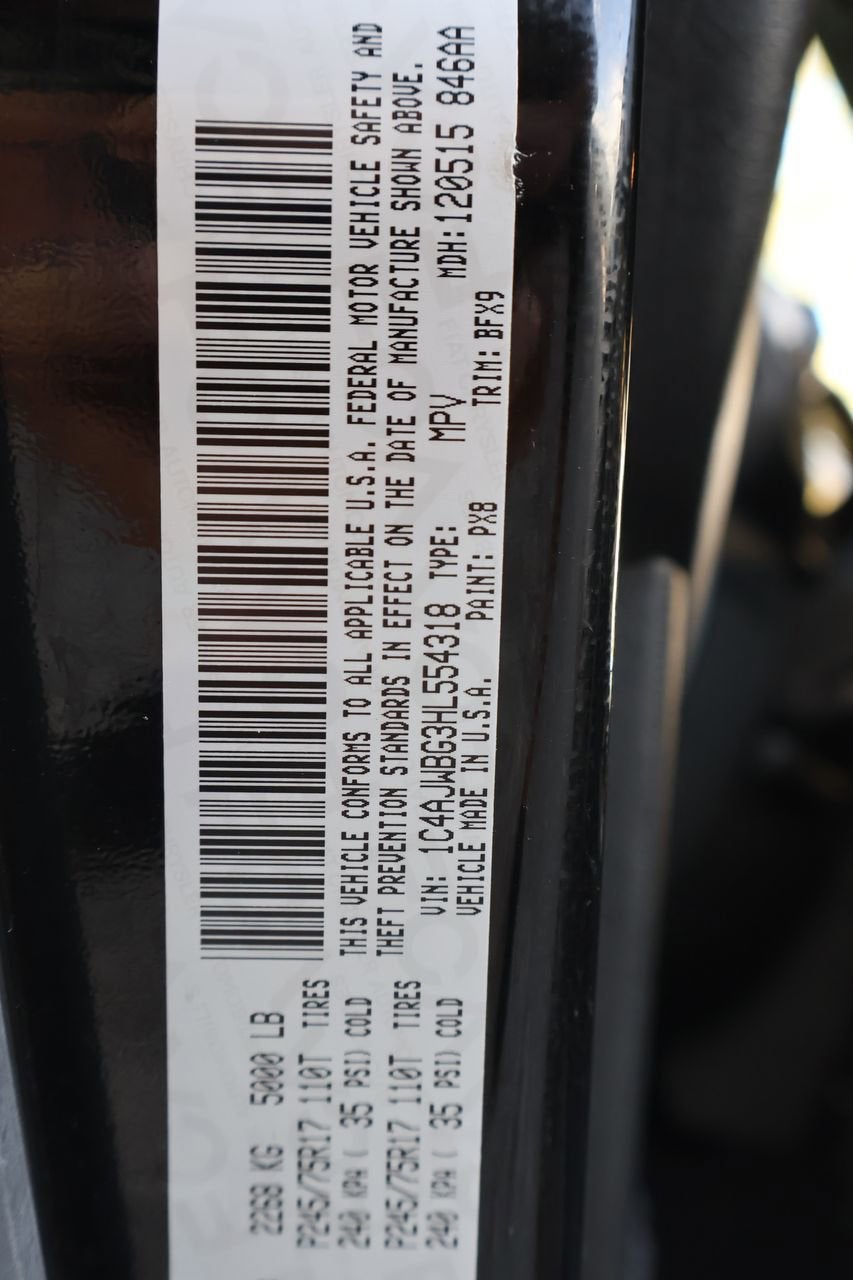 2268 KG 5000 LB
P245/75R17 110T TIRES
240 KPA ( 35 PSI) COLD
P245/75R17 110T TIRES
240 KPA ( 35 PSI) COLD
THIS VEHICLE CONFORMS TO ALL APPLICABLE U.S.A. FEDERAL MOTOR VEHICLE SAFETY AND
THEFT PREVENTION STANDARDS IN EFFECT ON THE DATE OF MANUFACTURE SHOWN ABOVE.
VIN: 1C4AJWBG3HL554318 TYPE: MPV MDH:120515 846AA
VEHICLE MADE IN U.S.A. PAINT: PX8 TRIM: BFX9